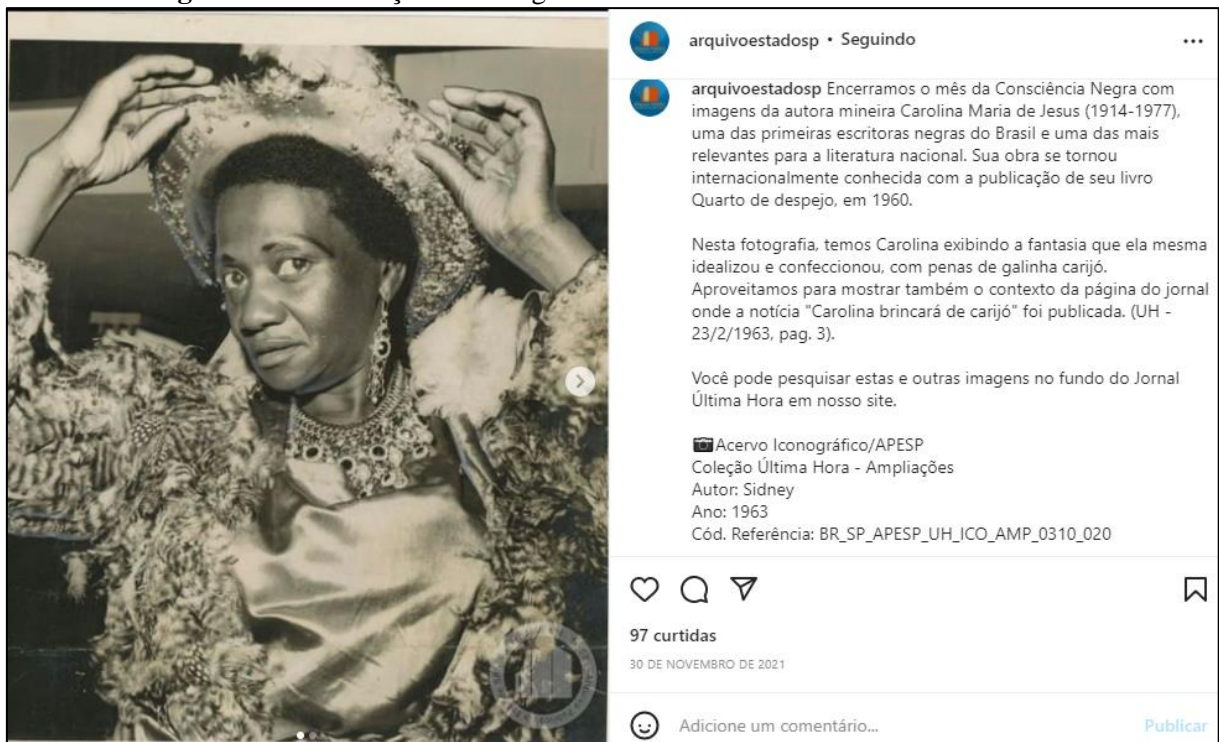 arquivoestadosp • Seguindo
arquivoestadosp Encerramos o mês da Consciência Negra com
imagens da autora mineira Carolina Maria de Jesus (1914-1977),
uma das primeiras escritoras negras do Brasil e uma das mais
relevantes para a literatura nacional. Sua obra se tornou
internacionalmente conhecida com a publicação de seu livro
Quarto de despejo, em 1960.
Nesta fotografia, temos Carolina exibindo a fantasia que ela mesma
idealizou e confeccionou, com penas de galinha carijó.
Aproveitamos para mostrar também o contexto da página do jornal
onde a notícia "Carolina brincará de carijó" foi publicada. (UH -
23/2/1963, pag. 3).
Você pode pesquisar estas e outras imagens no fundo do Jornal
Última Hora em nosso site.
📷Acervo Iconográfico/APESP
Coleção Última Hora - Ampliações
Autor: Sidney
Ano: 1963
Cód. Referência: BR_SP_APESP_UH_ICO_AMP_0310_020
97 curtidas
30 DE NOVEMBRO DE 2021
Adicione um comentário...
Publicar